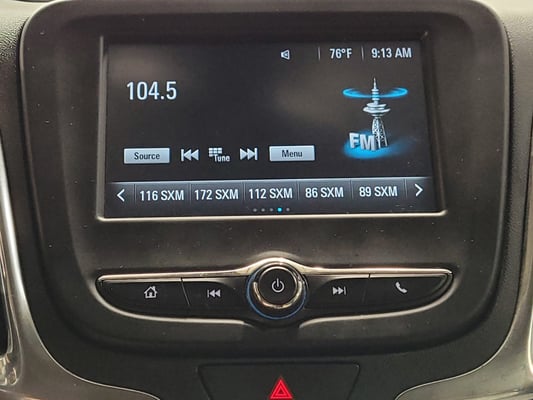 76°F 9:13 AM
104.5
FM
Source Tune Menu
116 SXM 172 SXM 112 SXM 86 SXM 89 SXM